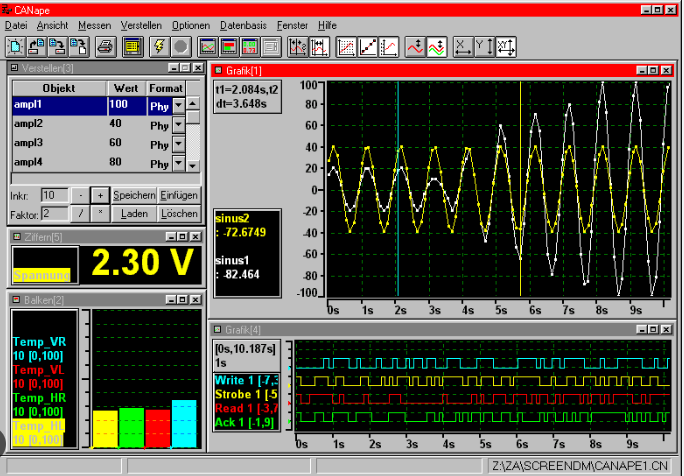 CANape
Datei Ansicht Messen Verstellen Optionen Datenbasis Fenster Hilfe
Verstellen[3]
Objekt Wert Format
ampl1 100 Phy
ampl2 40 Phy
ampl3 60 Phy
ampl4 80 Phy
Inkr: 10 - + Speichern Einfügen
Faktor: 2 / * Laden Löschen
Ziffern[5]
Spannung 2.30 V
Balken[2]
Temp_VR
10 [0,100]
Temp_VL
10 [0,100]
Temp_HR
10 [0,100]
Temp_HL
10 [0,100]
Grafik[1]
t1=2.084s,t2
dt=3.648s
sinus2
: -72.6749
sinus1
: -82.464
100
80
60
40
20
0
-20
-40
-60
-80
-100
0s 1s 2s 3s 4s 5s 6s 7s 8s 9s
Grafik[4]
[0s,10.187s]
1s
Write 1 [-7,3
Strobe 1 [-5
Read 1 [-3,7
Ack 1 [-1,9]
0s 1s 2s 3s 4s 5s 6s 7s 8s 9s
Z:\ZA\SCREENDM\CANAPE1.CN